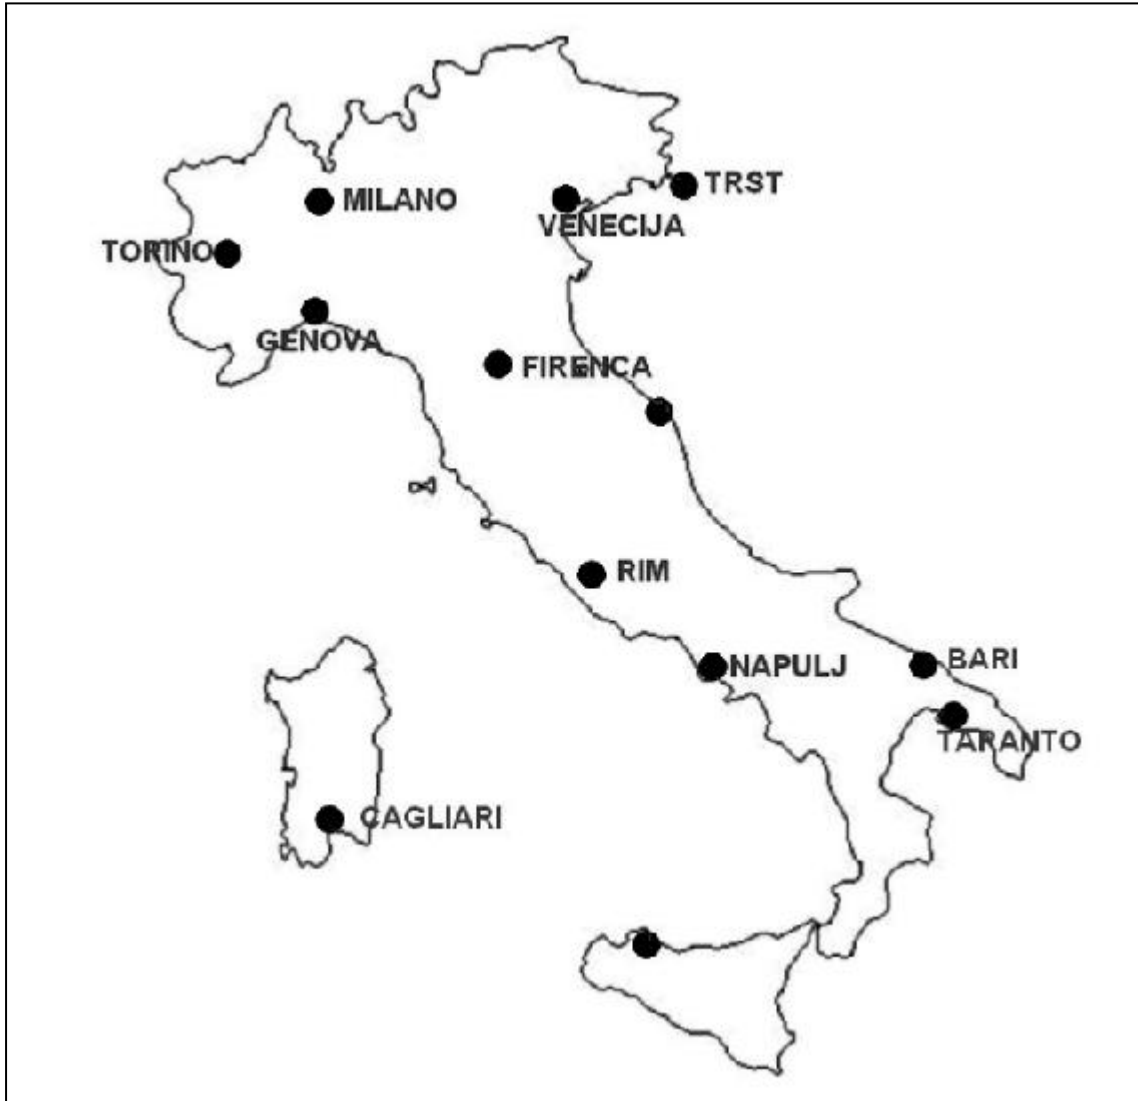 TRST
MILANO
VENECIJA
TORINO
GENOVA
FIRENCA
RIM
BARI
NAPULJ
TARANTO
CAGLIARI